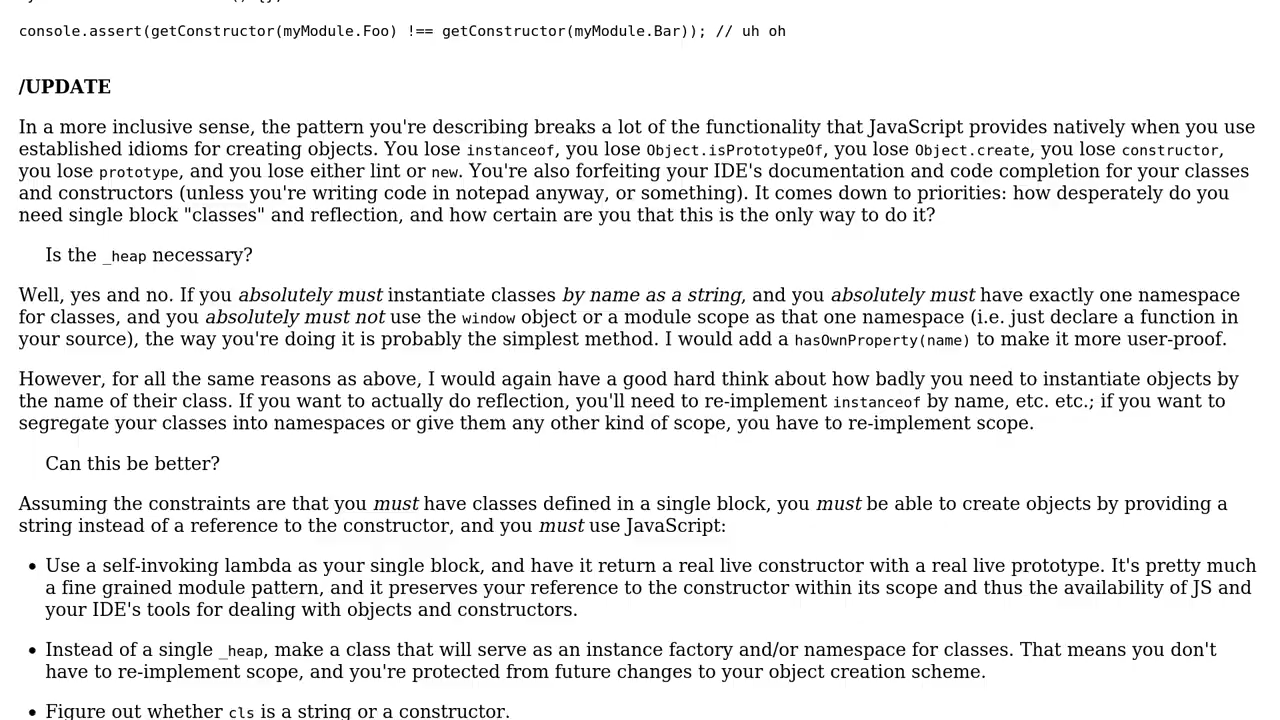 console.assert(getConstructor(myModule.Foo) !== getConstructor(myModule.Bar)); // uh oh
/UPDATE
In a more inclusive sense, the pattern you're describing breaks a lot of the functionality that JavaScript provides natively when you use
established idioms for creating objects. You lose instanceof, you lose Object.isPrototypeOf, you lose Object.create, you lose constructor,
you lose prototype, and you lose either lint or new. You're also forfeiting your IDE's documentation and code completion for your classes
and constructors (unless you're writing code in notepad anyway, or something). It comes down to priorities: how desperately do you
need single block "classes" and reflection, and how certain are you that this is the only way to do it?
Is the _heap necessary?
Well, yes and no. If you absolutely must instantiate classes by name as a string, and you absolutely must have exactly one namespace
for classes, and you absolutely must not use the window object or a module scope as that one namespace (i.e. just declare a function in
your source), the way you're doing it is probably the simplest method. I would add a hasOwnProperty(name) to make it more user-proof.
However, for all the same reasons as above, I would again have a good hard think about how badly you need to instantiate objects by
the name of their class. If you want to actually do reflection, you'll need to re-implement instanceof by name, etc. etc.; if you want to
segregate your classes into namespaces or give them any other kind of scope, you have to re-implement scope.
Can this be better?
Assuming the constraints are that you must have classes defined in a single block, you must be able to create objects by providing a
string instead of a reference to the constructor, and you must use JavaScript:
• Use a self-invoking lambda as your single block, and have it return a real live constructor with a real live prototype. It's pretty much
a fine grained module pattern, and it preserves your reference to the constructor within its scope and thus the availability of JS and
your IDE's tools for dealing with objects and constructors.
• Instead of a single _heap, make a class that will serve as an instance factory and/or namespace for classes. That means you don't
have to re-implement scope, and you're protected from future changes to your object creation scheme.
• Figure out whether cls is a string or a constructor.